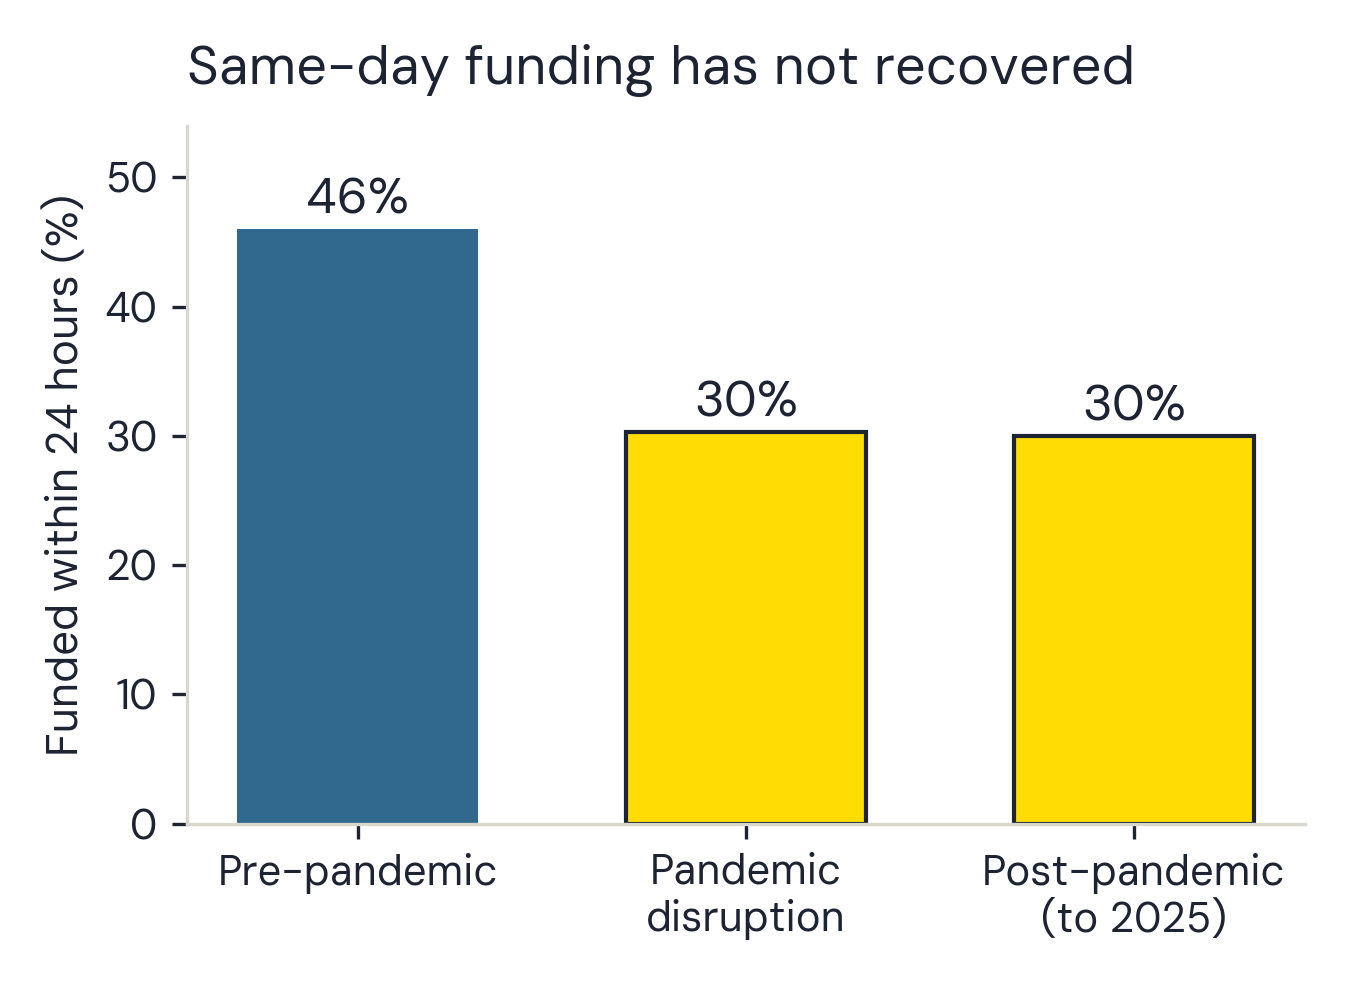 Same-day funding has not recovered
Funded within 24 hours (%)
50
40
30
20
10
0
46%
30%
30%
Pre-pandemic
Pandemic
disruption
Post-pandemic
(to 2025)